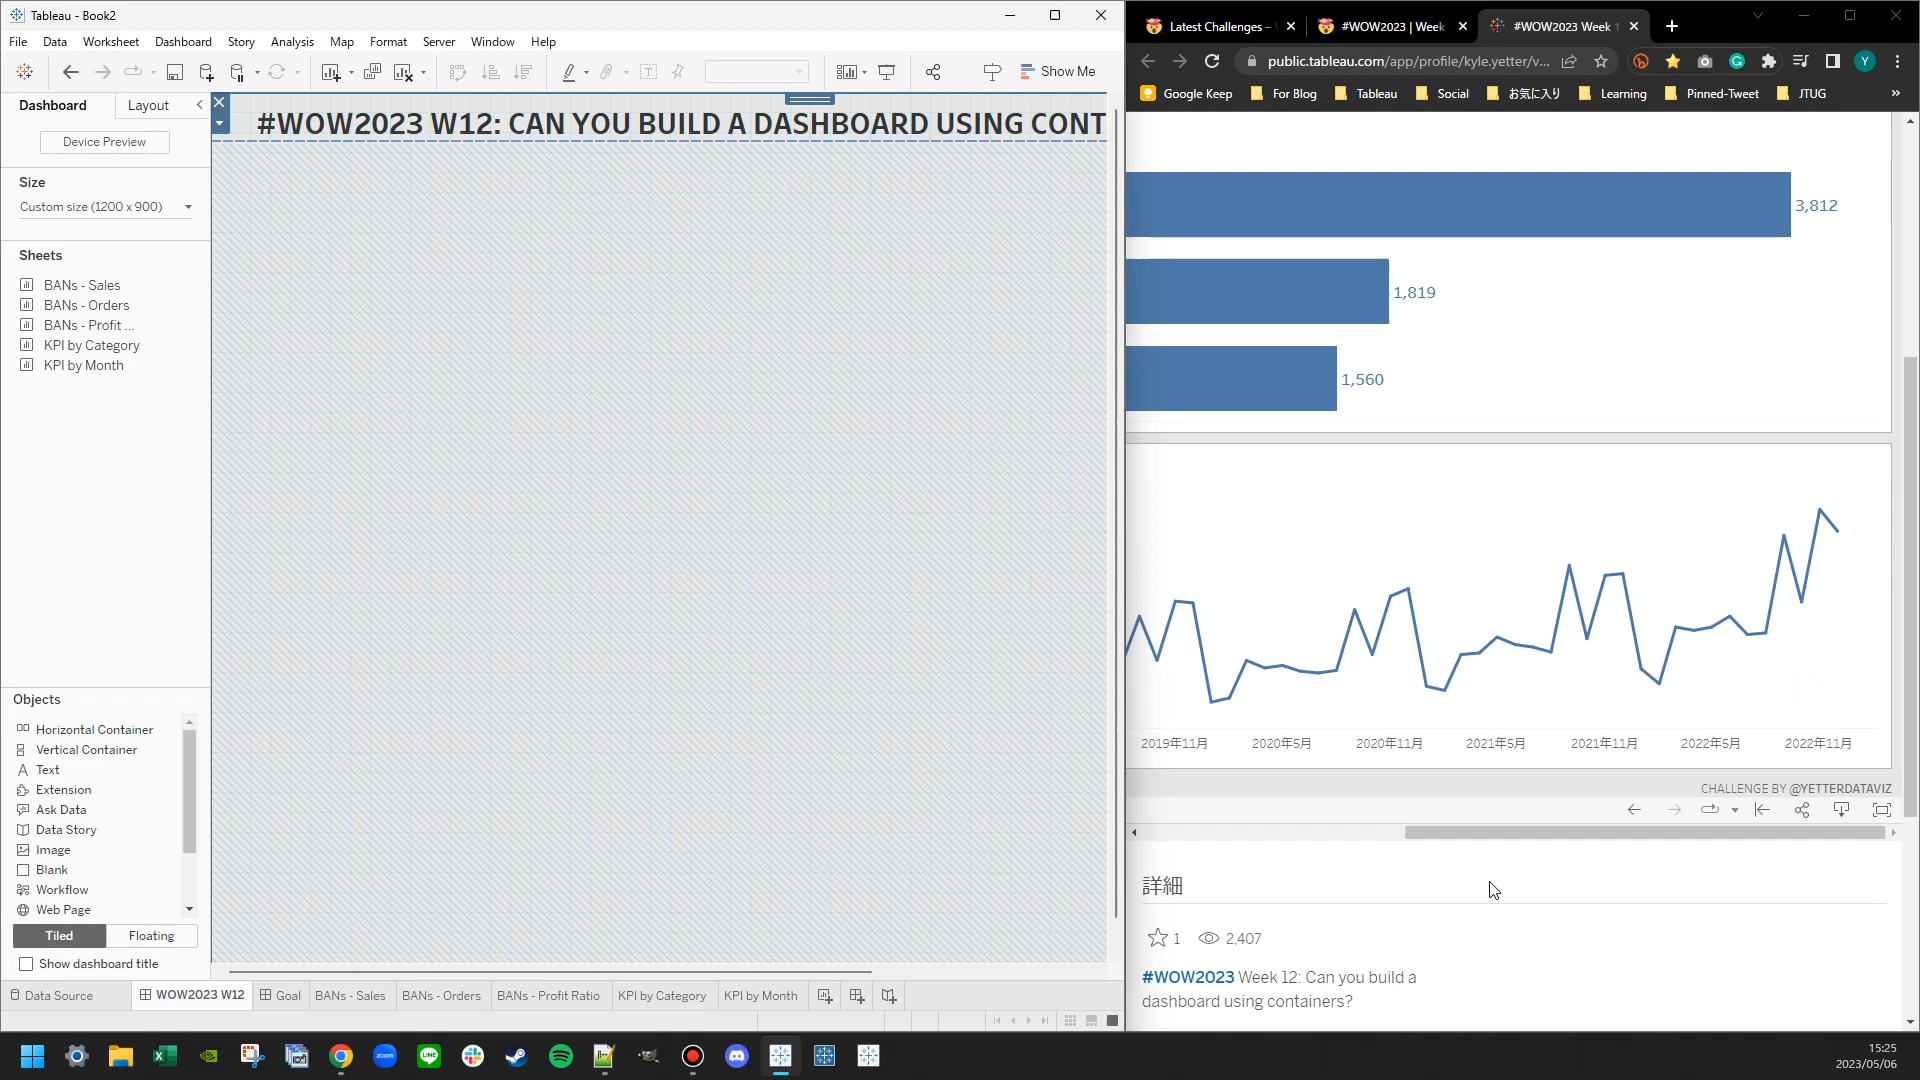 Tableau - Book2
File Data Worksheet Dashboard Story Analysis Map Format Server Window Help
Show Me
Dashboard Layout
Device Preview
Size
Custom size (1200 x 900)
Sheets
BANs - Sales
BANs - Orders
BANs - Profit ...
KPI by Category
KPI by Month
Objects
Horizontal Container
Vertical Container
Text
Extension
Ask Data
Data Story
Image
Blank
Workflow
Web Page
Tiled Floating
Show dashboard title
#WOW2023 W12: CAN YOU BUILD A DASHBOARD USING CONT
Data Source WOW2023 W12 Goal BANs - Sales BANs - Orders BANs - Profit Ratio KPI by Category KPI by Month
Latest Challenges – #WOW2023 | Week #WOW2023 Week 1
public.tableau.com/app/profile/kyle.yetter/v...
Y
Google Keep For Blog Tableau Social お気に入り Learning Pinned-Tweet JTUG »
3,812
1,819
1,560
2019年11月 2020年5月 2020年11月 2021年5月 2021年11月 2022年5月 2022年11月
CHALLENGE BY @YETTERDATAVIZ
詳細
1 2,407
#WOW2023 Week 12: Can you build a
dashboard using containers?
zoom
LINE
15:25
2023/05/06